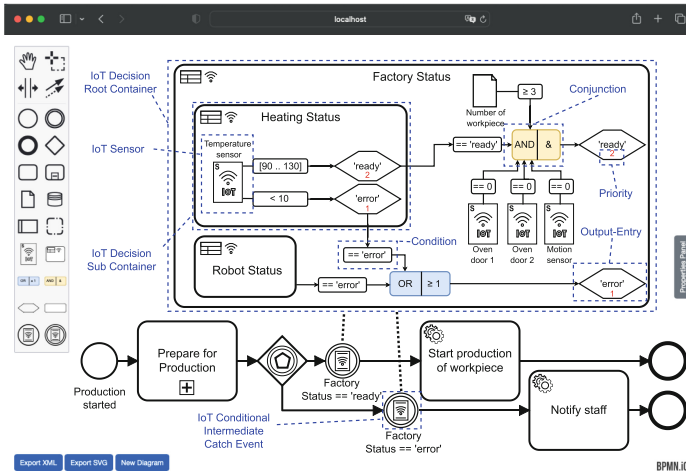 localhost
IoT Decision
Root Container
Factory Status
≥ 3
Number of
workpiece
Conjunction
Heating Status
IoT Sensor
Temperature
sensor
S
IoT
[90 .. 130]
'ready'
2
< 10
'error'
1
== 'ready'
AND
&
'ready'
2
Priority
== 0
== 0
== 0
S
IoT
S
IoT
S
IoT
Oven
door 1
Oven
door 2
Motion
sensor
Output-Entry
IoT Decision
Sub Container
Condition
== 'error'
Robot Status
== 'error'
OR
≥ 1
'error'
1
Properties Panel
S
IoT
OR
≥ 1
AND
&
Production
started
Prepare for
Production
Factory
Status == 'ready'
Start production
of workpiece
IoT Conditional
Intermediate
Catch Event
Factory
Status == 'error'
Notify staff
Export XML
Export SVG
New Diagram
BPMN.iO